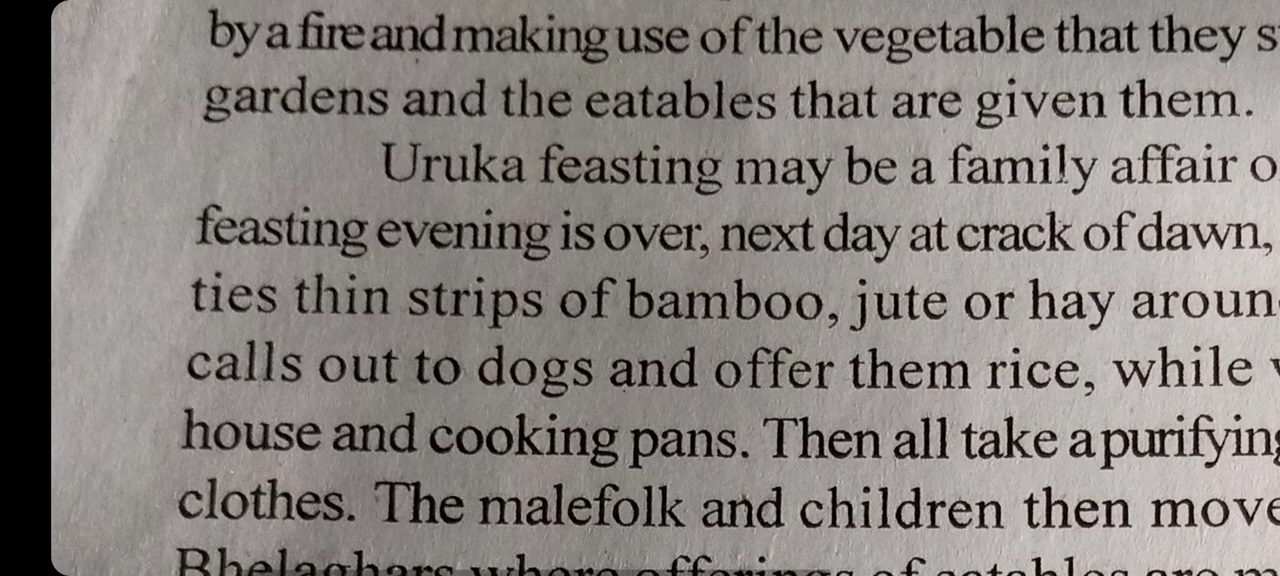 by a fire and making use of the vegetable that they
gardens and the eatables that are given them.
Uruka feasting may be a family affair
feasting evening is over, next day at crack of dawn,
ties thin strips of bamboo, jute or hay
calls out to dogs and offer them rice, while
house and cooking pans. Then all take a
clothes. The malefolk and children then
Bhelaghars where offerings of eatables are